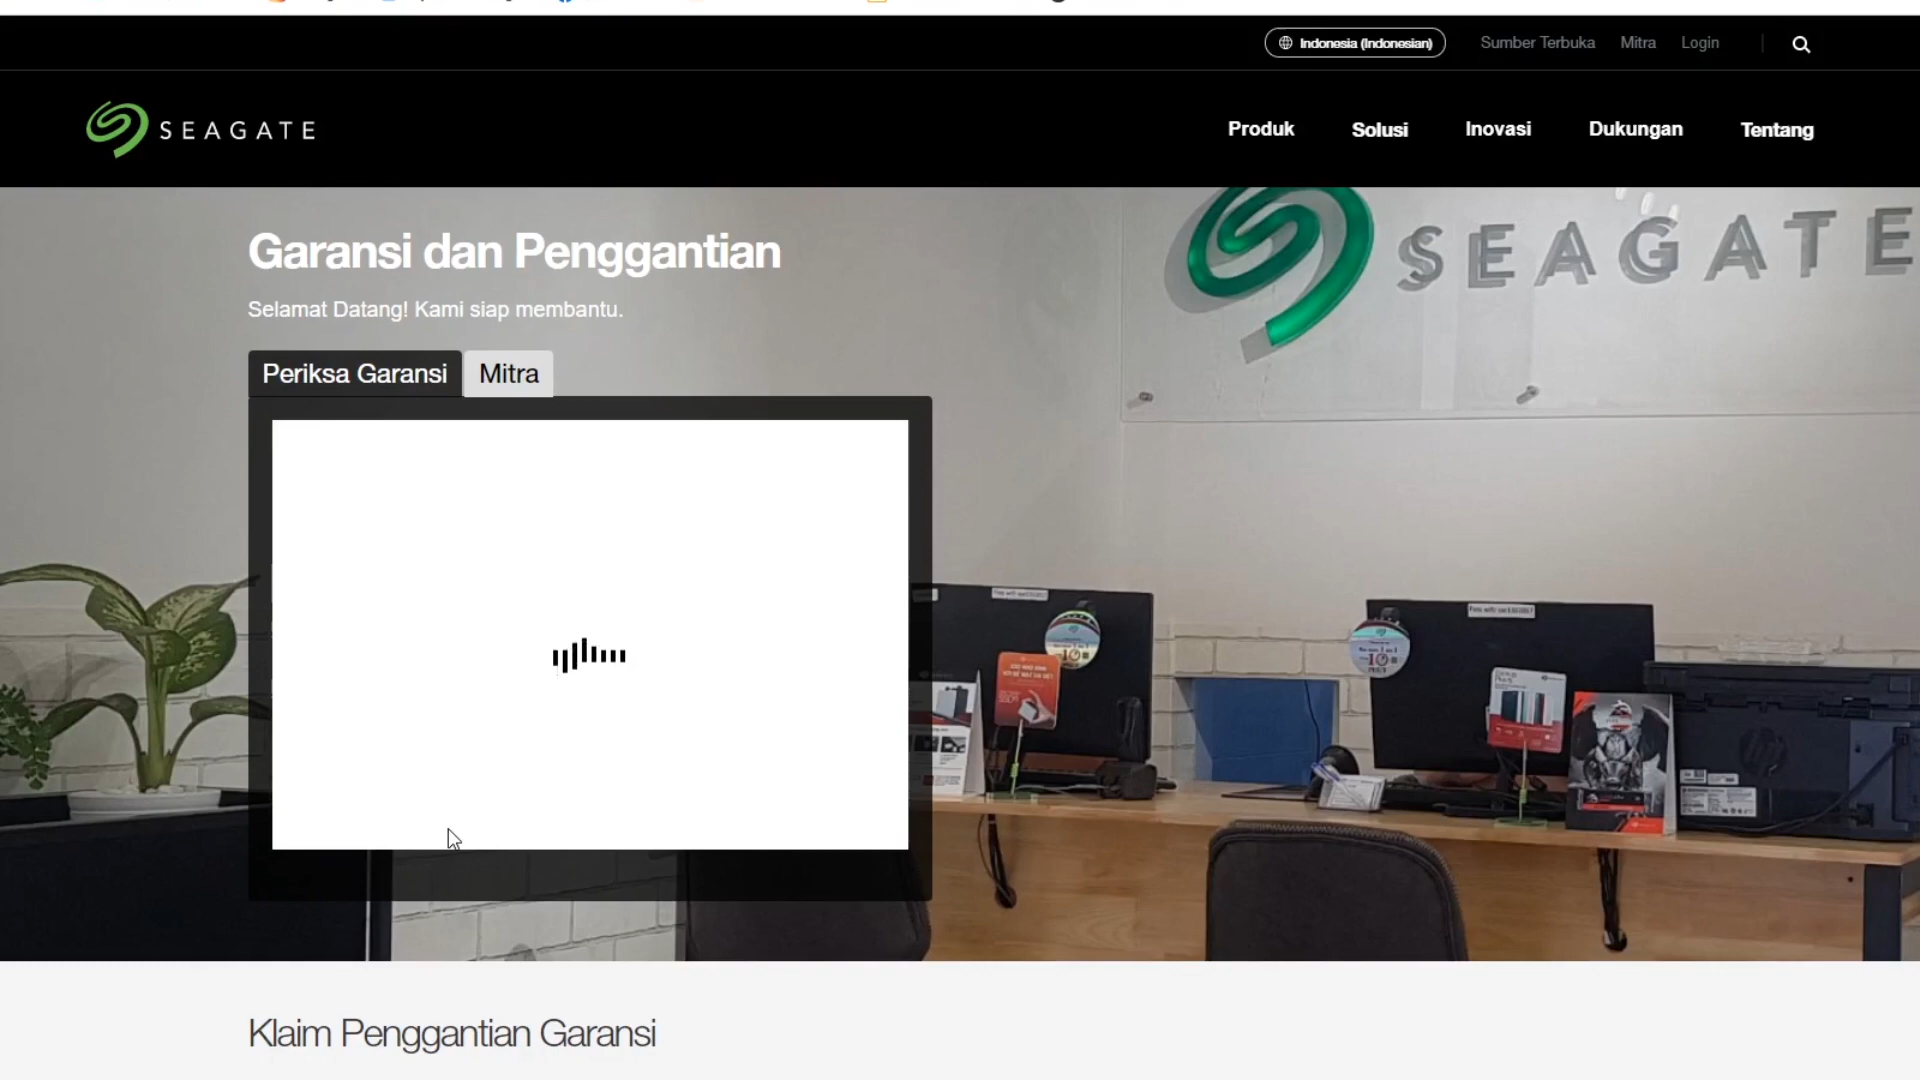 Indonesia (Indonesian)
Sumber Terbuka
Mitra
Login
SEAGATE
Produk
Solusi
Inovasi
Dukungan
Tentang
Garansi dan Penggantian
Selamat Datang! Kami siap membantu.
Periksa Garansi
Mitra
SEAGATE
Klaim Penggantian Garansi